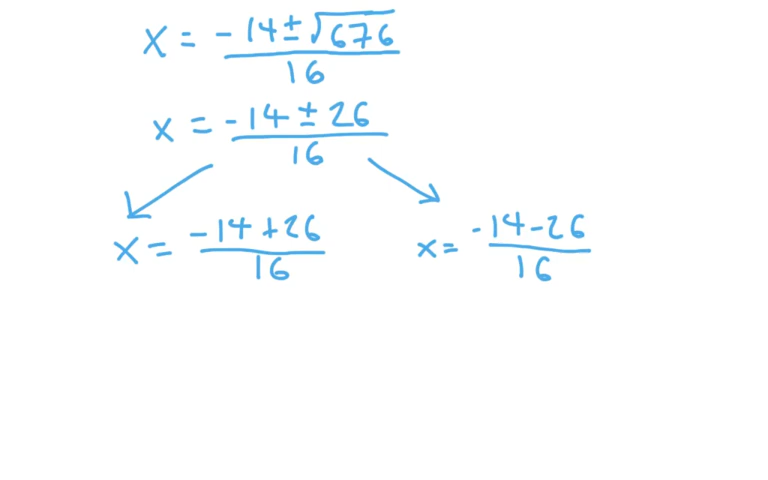 x = (-14 ± √676)/16
x = (-14 ± 26)/16
x = (-14 + 26)/16    x = (-14 - 26)/16